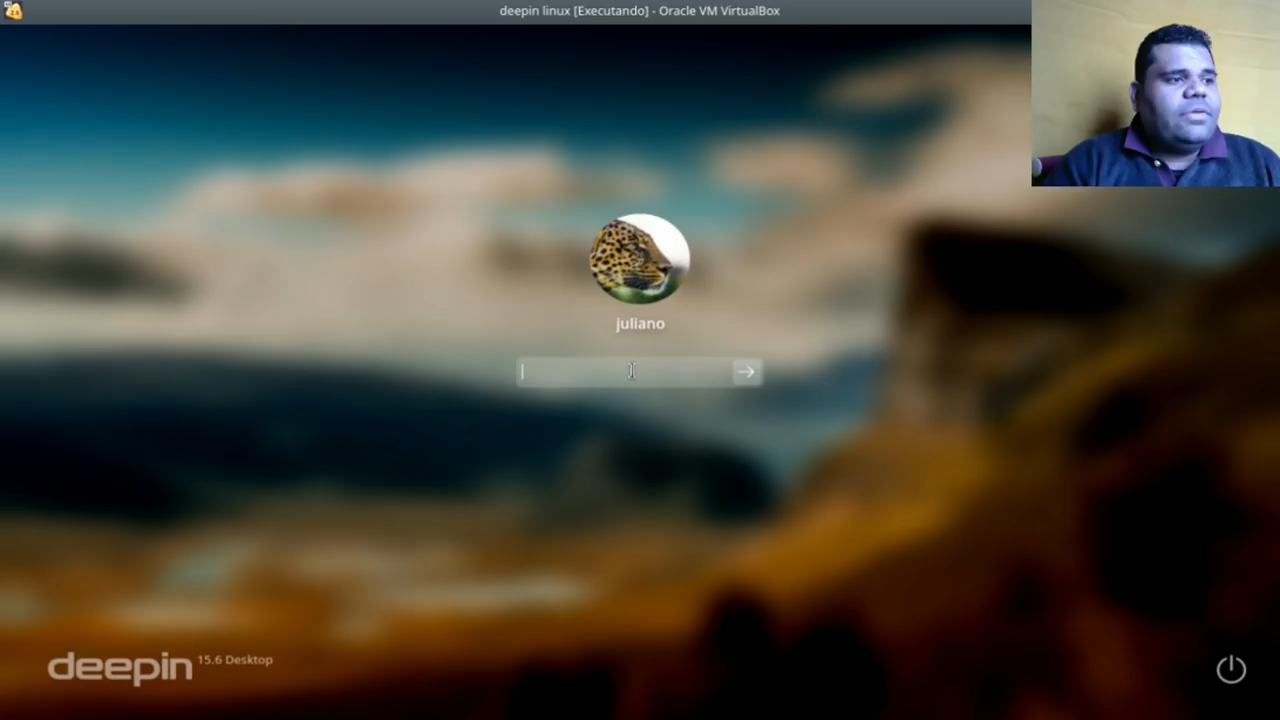 deepin linux [Executando] - Oracle VM VirtualBox
juliano
deepin 15.6 Desktop